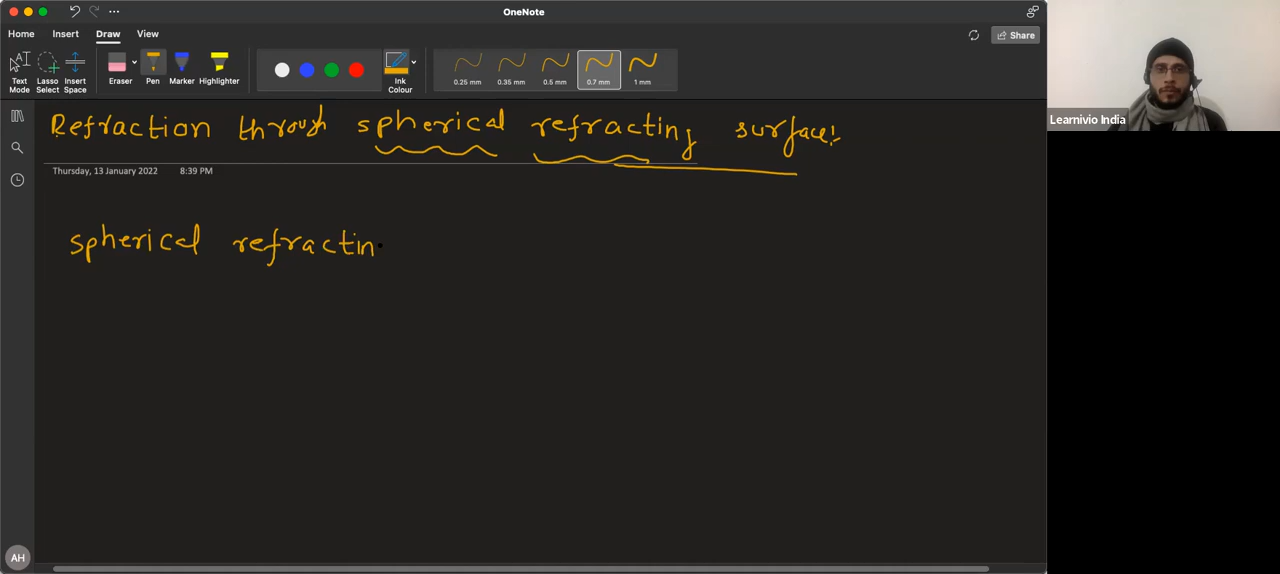 OneNote
Home Insert Draw View
Share
Text Mode
Lasso Select
Insert Space
Eraser
Pen
Marker
Highlighter
Ink Colour
0.25 mm
0.35 mm
0.5 mm
0.7 mm
1 mm
Learnivio India
Refraction through spherical refracting surface:
Thursday, 13 January 2022 8:39 PM
spherical refractin
AH